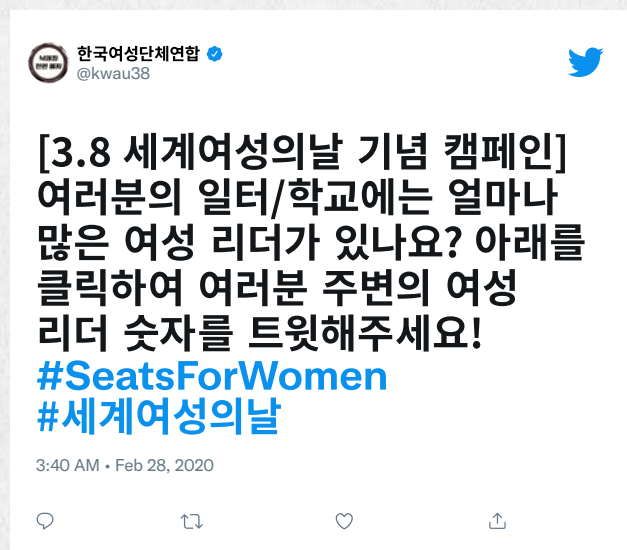 한국여성단체연합
@kwau38
[3.8 세계여성의날 기념 캠페인]
여러분의 일터/학교에는 얼마나
많은 여성 리더가 있나요? 아래를
클릭하여 여러분 주변의 여성
리더 숫자를 트윗해주세요!
#SeatsForWomen
#세계여성의날
3:40 AM • Feb 28, 2020